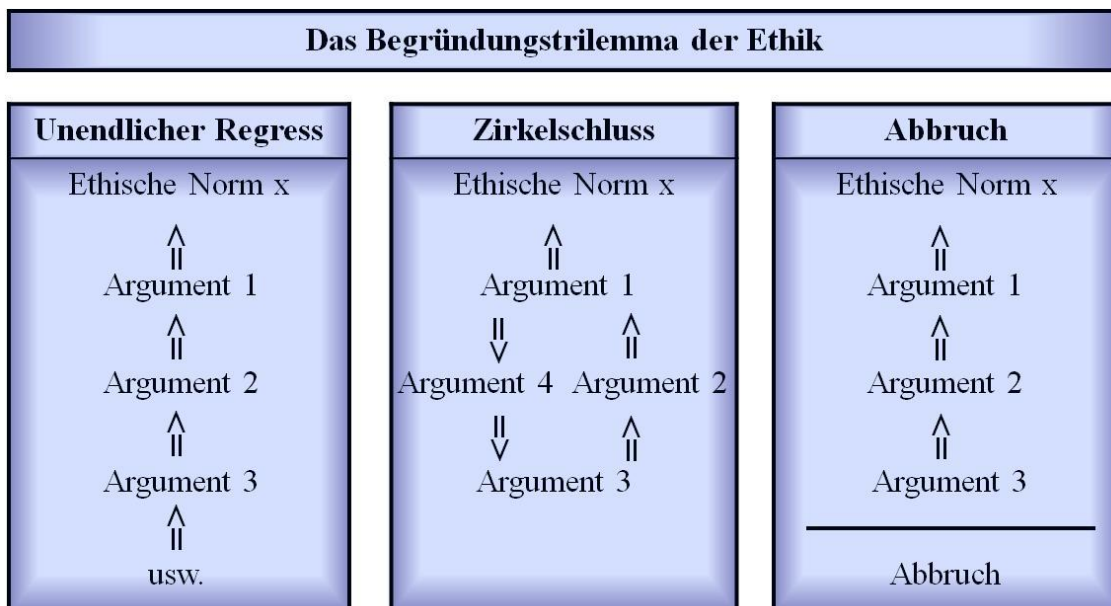 Das Begründungstrilemma der Ethik
Unendlicher Regress
Ethische Norm x
Argument 1
Argument 2
Argument 3
usw.
Zirkelschluss
Ethische Norm x
Argument 1
Argument 4 Argument 2
Argument 3
Abbruch
Ethische Norm x
Argument 1
Argument 2
Argument 3
Abbruch